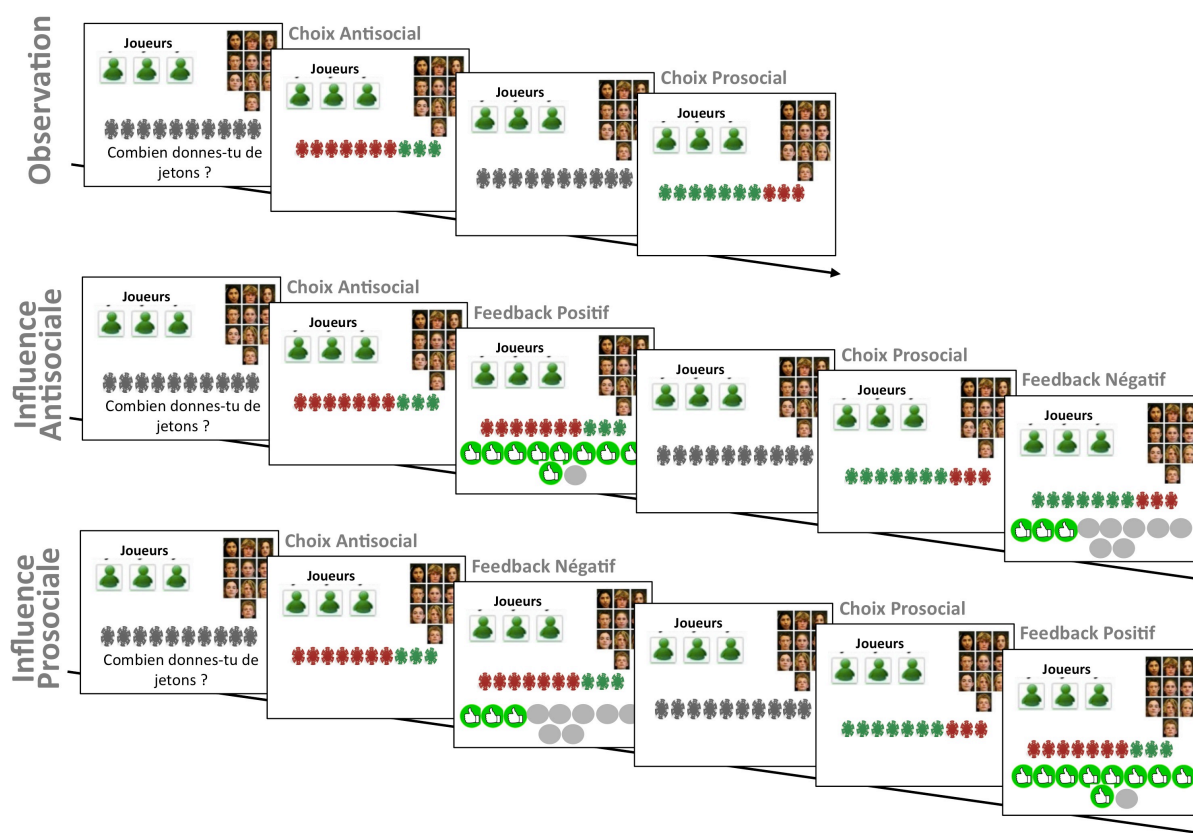 Observation
Joueurs
Combien donnes-tu de
jetons ?
Choix Antisocial
Joueurs
Joueurs
Choix Prosocial
Joueurs
Influence
Antisociale
Joueurs
Combien donnes-tu de
jetons ?
Choix Antisocial
Joueurs
Feedback Positif
Joueurs
Joueurs
Choix Prosocial
Joueurs
Feedback Négatif
Joueurs
Influence
Prosociale
Joueurs
Combien donnes-tu de
jetons ?
Choix Antisocial
Joueurs
Feedback Négatif
Joueurs
Joueurs
Choix Prosocial
Joueurs
Feedback Positif
Joueurs